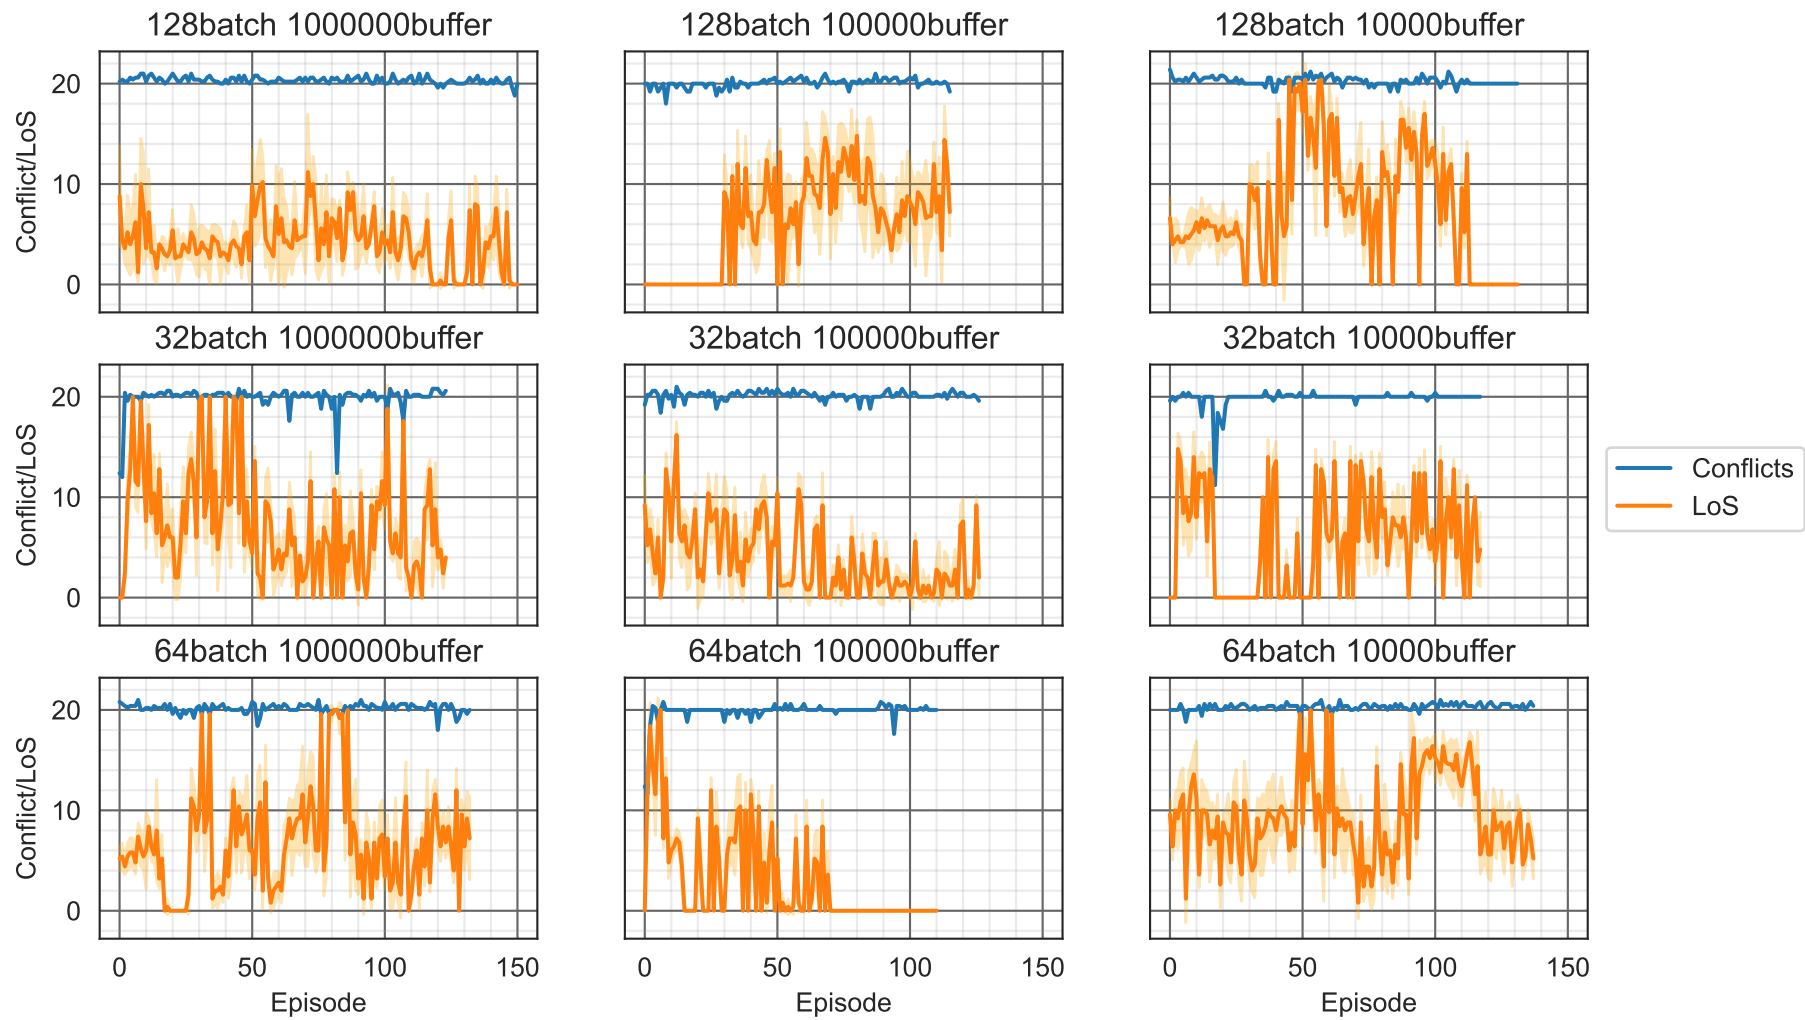 128batch 1000000buffer
128batch 100000buffer
128batch 10000buffer
Conflict/LoS
20
10
0
32batch 1000000buffer
32batch 100000buffer
32batch 10000buffer
Conflict/LoS
20
10
0
Conflicts
LoS
64batch 1000000buffer
64batch 100000buffer
64batch 10000buffer
Conflict/LoS
20
10
0
0 50 100 150
0 50 100 150
0 50 100 150
Episode
Episode
Episode